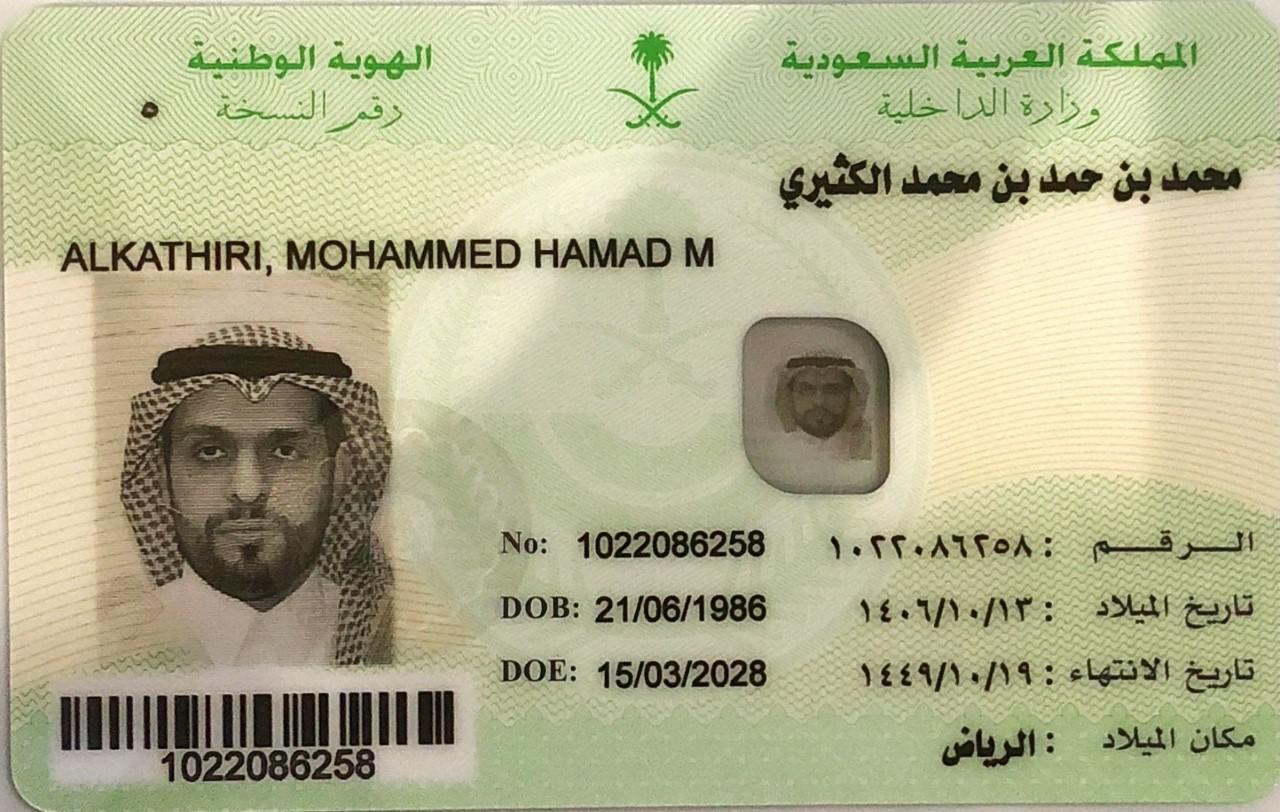 المملكة العربية السعودية
الهوية الوطنية
وزارة الداخلية
رقم النسخة ٥
محمد بن حمد بن محمد الكثيري
ALKATHIRI, MOHAMMED HAMAD M
No: 1022086258 الرقم : ١٠٢٢٠٨٦٢٥٨
DOB: 21/06/1986 تاريخ الميلاد : ١٤٠٦/١٠/١٣
DOE: 15/03/2028 تاريخ الانتهاء : ١٤٤٩/١٠/١٩
مكان الميلاد : الرياض
1022086258